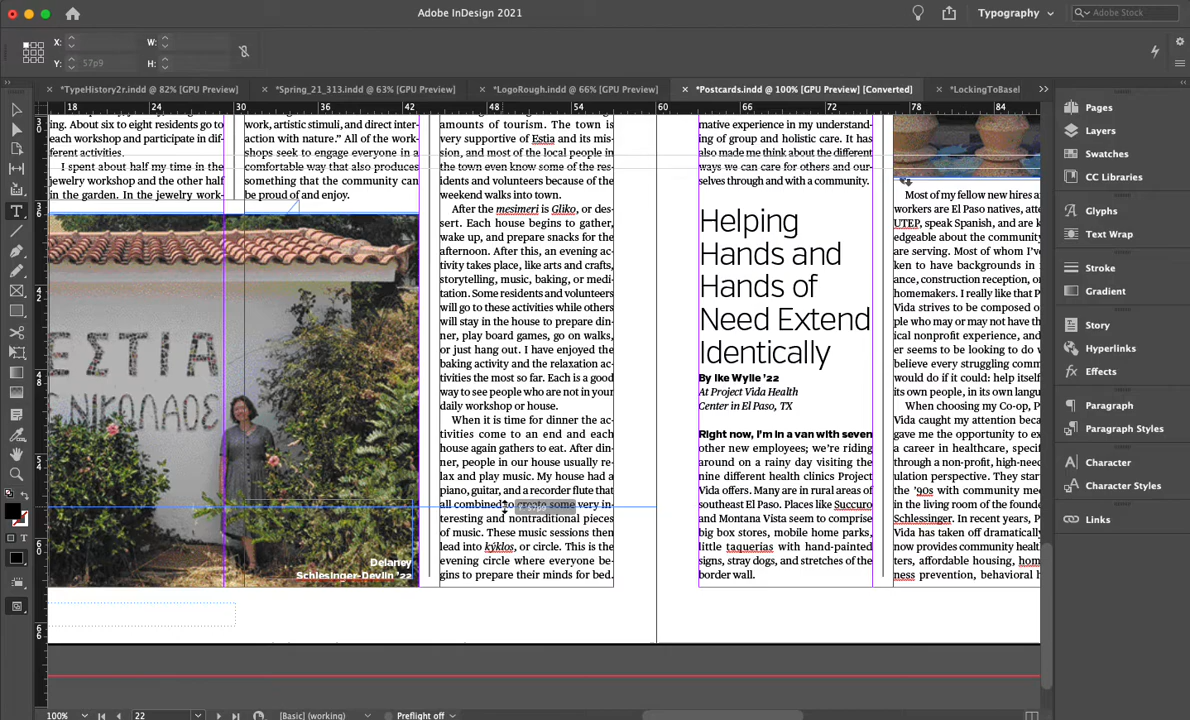 Adobe InDesign 2021
Typography
Adobe Stock
X:
W:
Y:
57p9
H:
*TypeHistory2r.indd @ 82% [GPU Preview]
*Spring_21_313.indd @ 63% [GPU Preview]
*LogoRough.indd @ 66% [GPU Preview]
*Postcards.indd @ 100% [GPU Preview] [Converted]
*LockingToBasel
18
24
30
36
42
48
54
60
66
72
78
84
ing. About six to eight residents go to
each workshop and participate in dif-
ferent activities.
I spent about half my time in the
jewelry workshop and the other half
in the garden. In the jewelry work-
work, artistic stimuli, and direct inter-
action with nature.” All of the work-
shops seek to engage everyone in a
comfortable way that also produces
something that the community can
be proud of and enjoy.
ΕΣΤΙΑ
ΝΙΚΟΛΑΟΣ
Delaney
Schlesinger-Devlin ’22
amounts of tourism. The town is
very supportive of Estia and its mis-
sion, and most of the local people in
the town even know some of the res-
idents and volunteers because of the
weekend walks into town.
After the mesimeri is Gliko, or des-
sert. Each house begins to gather,
wake up, and prepare snacks for the
afternoon. After this, an evening ac-
tivity takes place, like arts and crafts,
storytelling, music, baking, or medi-
tation. Some residents and volunteers
will go to these activities while others
will stay in the house to prepare din-
ner, play board games, go on walks,
or just hang out. I have enjoyed the
baking activity and the relaxation ac-
tivities the most so far. Each is a good
way to see people who are not in your
daily workshop or house.
When it is time for dinner the ac-
tivities come to an end and each
house again gathers to eat. After din-
ner, people in our house usually re-
lax and play music. My house had a
piano, guitar, and a recorder flute that
all combined to create some very in-
teresting and nontraditional pieces
of music. These music sessions then
lead into kýklos, or circle. This is the
evening circle where everyone be-
gins to prepare their minds for bed.
mative experience in my understand-
ing of group and holistic care. It has
also made me think about the different
ways we can care for others and our-
selves through and with a community.
Helping
Hands and
Hands of
Need Extend
Identically
By Ike Wylie ’22
At Project Vida Health
Center in El Paso, TX
Right now, I’m in a van with seven
other new employees; we’re riding
around on a rainy day visiting the
nine different health clinics Project
Vida offers. Many are in rural areas of
southeast El Paso. Places like Succuro
and Montana Vista seem to comprise
big box stores, mobile home parks,
little taquerias with hand-painted
signs, stray dogs, and stretches of the
border wall.
Most of my fellow new hires a
workers are El Paso natives, atte
UTEP, speak Spanish, and are k
edgeable about the community
are serving. Most of whom I’v
ken to have backgrounds in i
ance, construction reception, or
homemakers. I really like that P
Vida strives to be composed o
ple who may or may not have th
ical nonprofit experience, and
er seems to be looking to do w
believe every struggling comm
would do if it could: help itself
its own people, in its own langu
When choosing my Co-op, P
Vida caught my attention beca
gave me the opportunity to ex
a career in healthcare, specif
through a non-profit, high-need
ulation perspective. They star
the ’90s with community mee
in the living room of the founde
Schlessinger. In recent years, P
Vida has taken off dramatically
now provides community healt
ters, affordable housing, home
ness prevention, behavioral h
Pages
Layers
Swatches
CC Libraries
Glyphs
Text Wrap
Stroke
Gradient
Story
Hyperlinks
Effects
Paragraph
Paragraph Styles
Character
Character Styles
Links
100%
22
[Basic] (working)
Preflight off